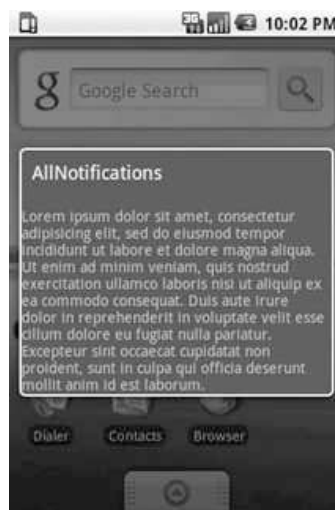 3G
10:02 PM
g
Google Search
AllNotifications
Lorem ipsum dolor sit amet, consectetur
adipisicing elit, sed do eiusmod tempor
incididunt ut labore et dolore magna aliqua.
Ut enim ad minim veniam, quis nostrud
exercitation ullamco laboris nisi ut aliquip ex
ea commodo consequat. Duis aute irure
dolor in reprehenderit in voluptate velit esse
cillum dolore eu fugiat nulla pariatur.
Excepteur sint occaecat cupidatat non
proident, sunt in culpa qui officia deserunt
mollit anim id est laborum.
Dialer Contacts Browser